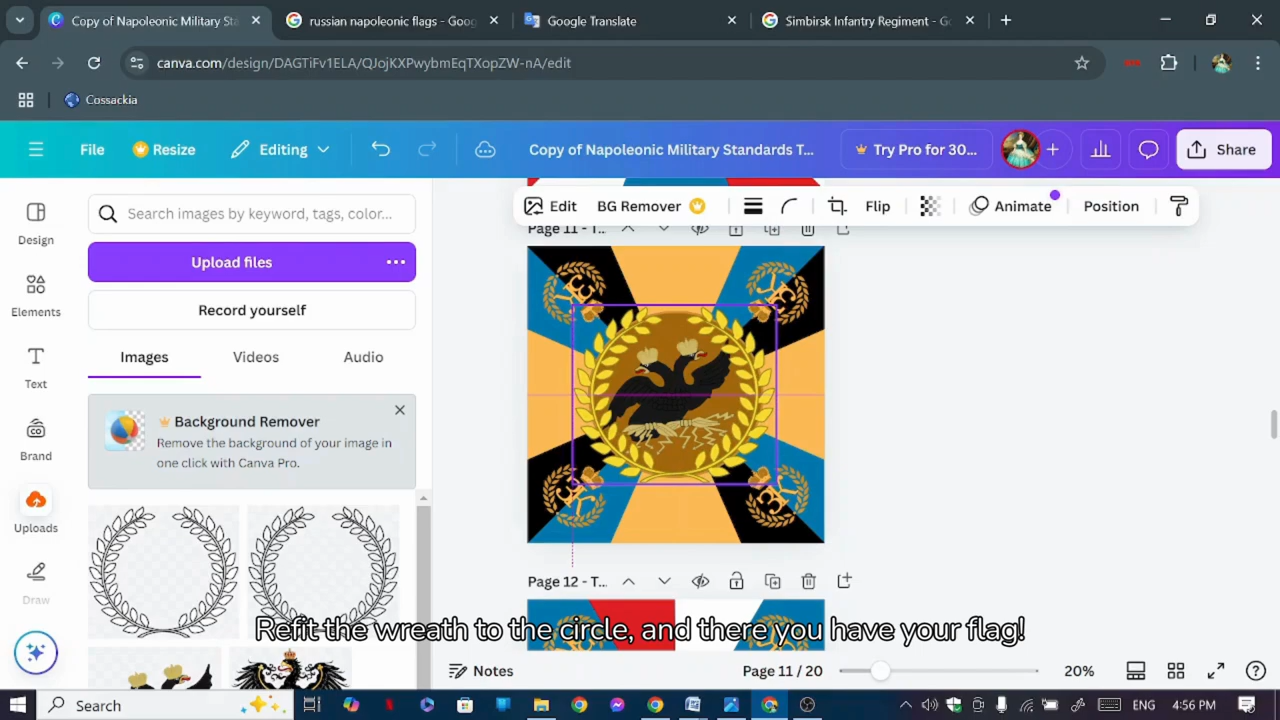 Copy of Napoleonic Military Sta
russian napoleonic flags - Goog
Google Translate
Simbirsk Infantry Regiment - Go
canva.com/design/DAGTiFv1ELA/QJojKXPwybmEqTXopZW-nA/edit
Cossackia
File
Resize
Editing
Copy of Napoleonic Military Standards T...
Try Pro for 30...
Share
Search images by keyword, tags, color...
Edit
BG Remover
Flip
Animate
Position
Design
Page 11 - T...
Upload files
Elements
Record yourself
Text
Images
Videos
Audio
Background Remover
Remove the background of your image in
one click with Canva Pro.
Brand
Uploads
Draw
Page 12 - T...
Refit the wreath to the circle, and there you have your flag!
Notes
Page 11 / 20
20%
Search
ENG
4:56 PM